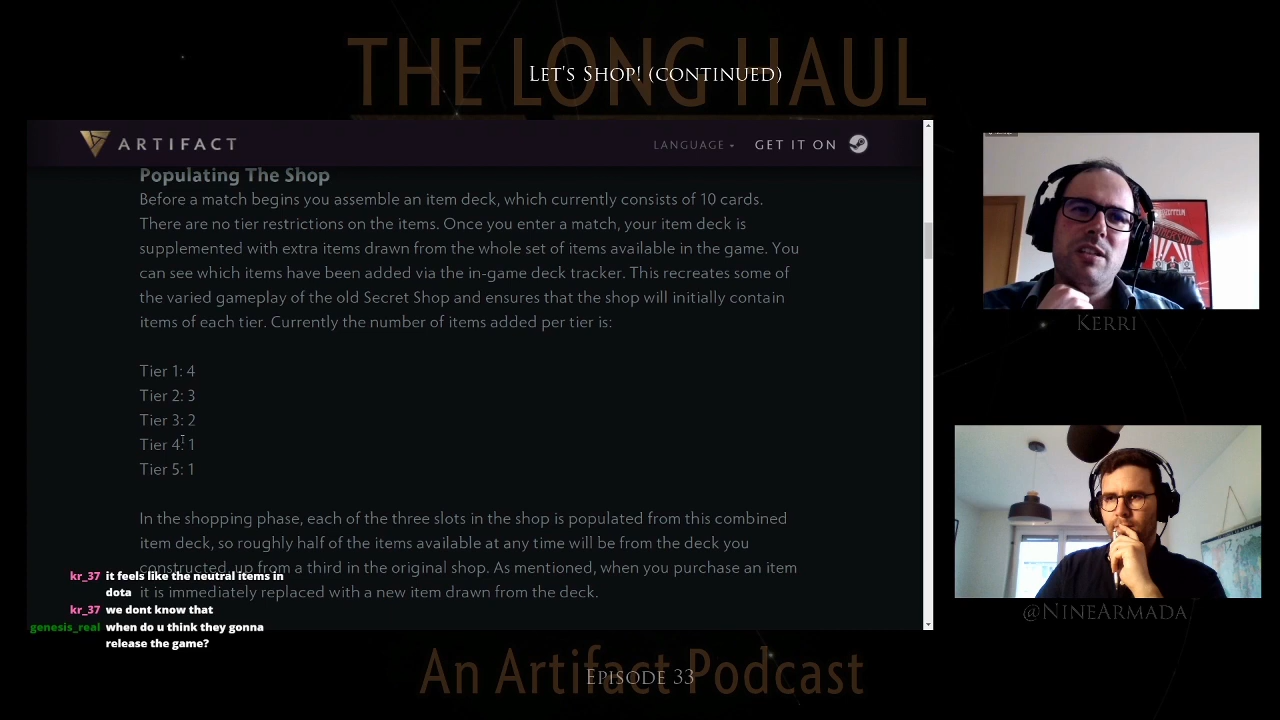 THE LONG HAUL
Let's Shop! (continued)
ARTIFACT
LANGUAGE
GET IT ON
Populating The Shop
Before a match begins you assemble an item deck, which currently consists of 10 cards.
There are no tier restrictions on the items. Once you enter a match, your item deck is
supplemented with extra items drawn from the whole set of items available in the game. You
can see which items have been added via the in-game deck tracker. This recreates some of
the varied gameplay of the old Secret Shop and ensures that the shop will initially contain
items of each tier. Currently the number of items added per tier is:
Tier 1: 4
Tier 2: 3
Tier 3: 2
Tier 4: 1
Tier 5: 1
In the shopping phase, each of the three slots in the shop is populated from this combined
item deck, so roughly half of the items available at any time will be from the deck you
constructed, up from a third in the original shop. As mentioned, when you purchase an item
it is immediately replaced with a new item drawn from the deck.
kr_37 it feels like the neutral items in
dota
kr_37 we dont know that
genesis_real when do u think they gonna
release the game?
Kerri
@NineArmada
An Artifact Podcast
Episode 33